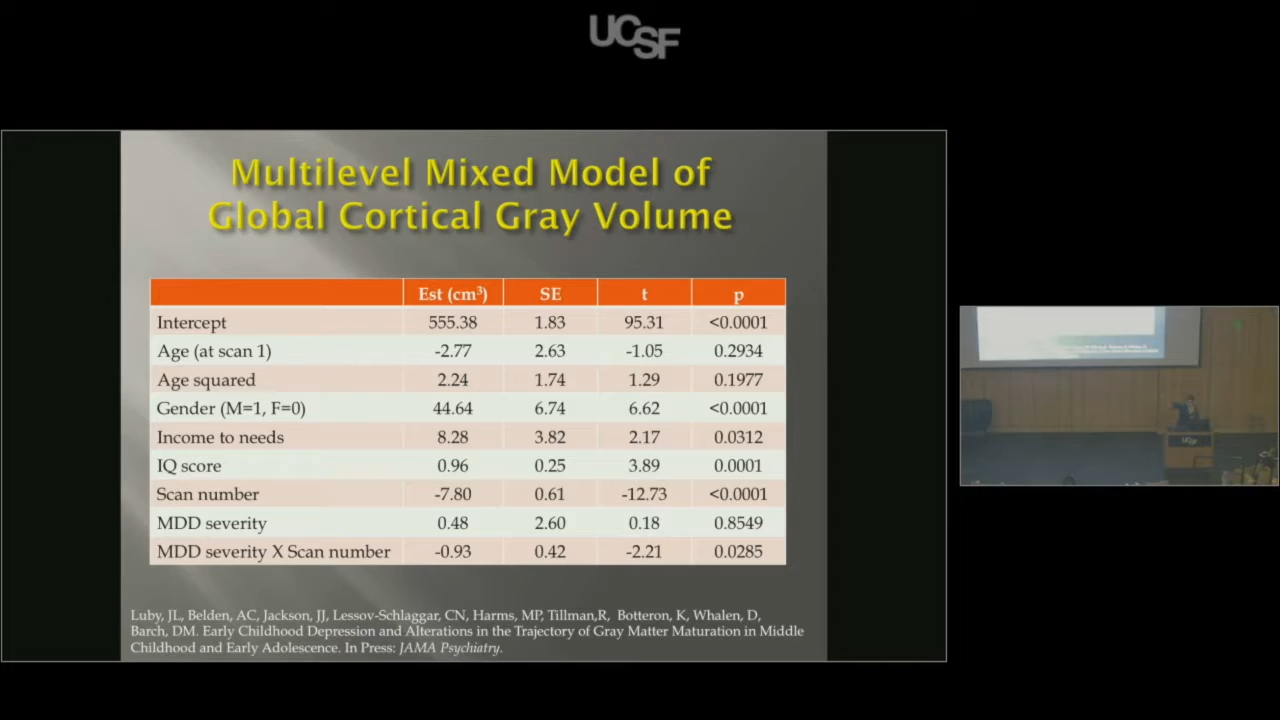 UCSF
Multilevel Mixed Model of
Global Cortical Gray Volume
Est (cm³) SE t p
Intercept 555.38 1.83 95.31 <0.0001
Age (at scan 1) -2.77 2.63 -1.05 0.2934
Age squared 2.24 1.74 1.29 0.1977
Gender (M=1, F=0) 44.64 6.74 6.62 <0.0001
Income to needs 8.28 3.82 2.17 0.0312
IQ score 0.96 0.25 3.89 0.0001
Scan number -7.80 0.61 -12.73 <0.0001
MDD severity 0.48 2.60 0.18 0.8549
MDD severity X Scan number -0.93 0.42 -2.21 0.0285
Luby, JL, Belden, AC, Jackson, JJ, Lessov-Schlaggar, CN, Harms, MP, Tillman,R, Botteron, K, Whalen, D,
Barch, DM. Early Childhood Depression and Alterations in the Trajectory of Gray Matter Maturation in Middle
Childhood and Early Adolescence. In Press: JAMA Psychiatry.
UCSF